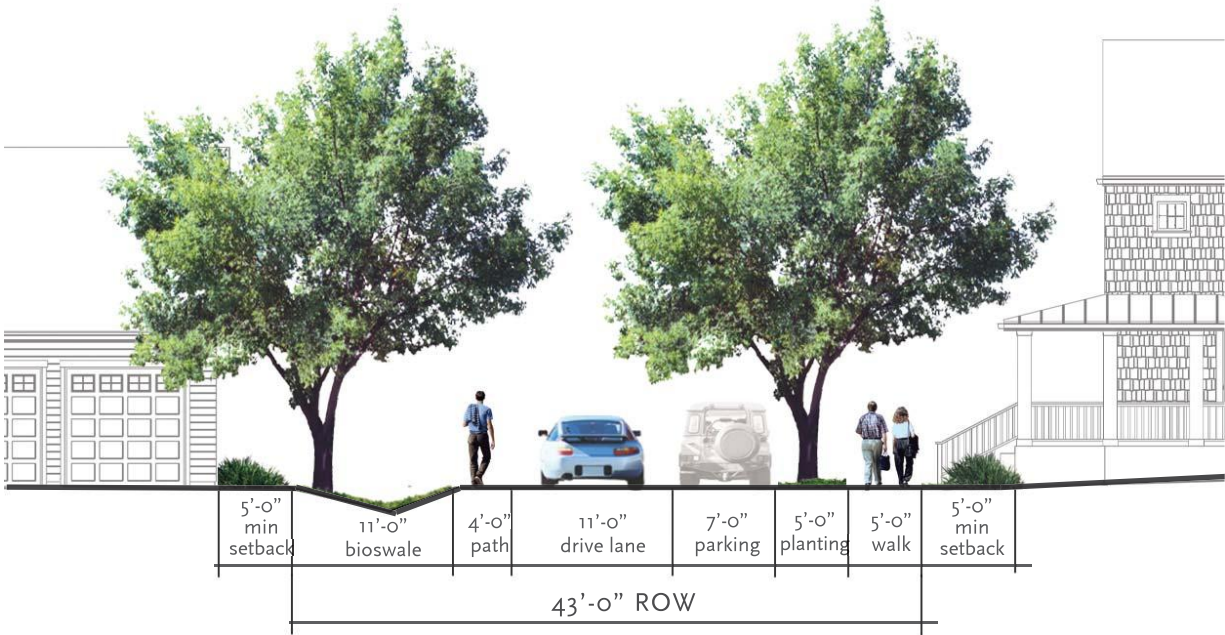 5’-0”
min
setback
11’-0”
bioswale
4’-0”
path
11’-0”
drive lane
7’-0”
parking
5’-0”
planting
5’-0”
walk
5’-0”
min
setback
43’-0” ROW